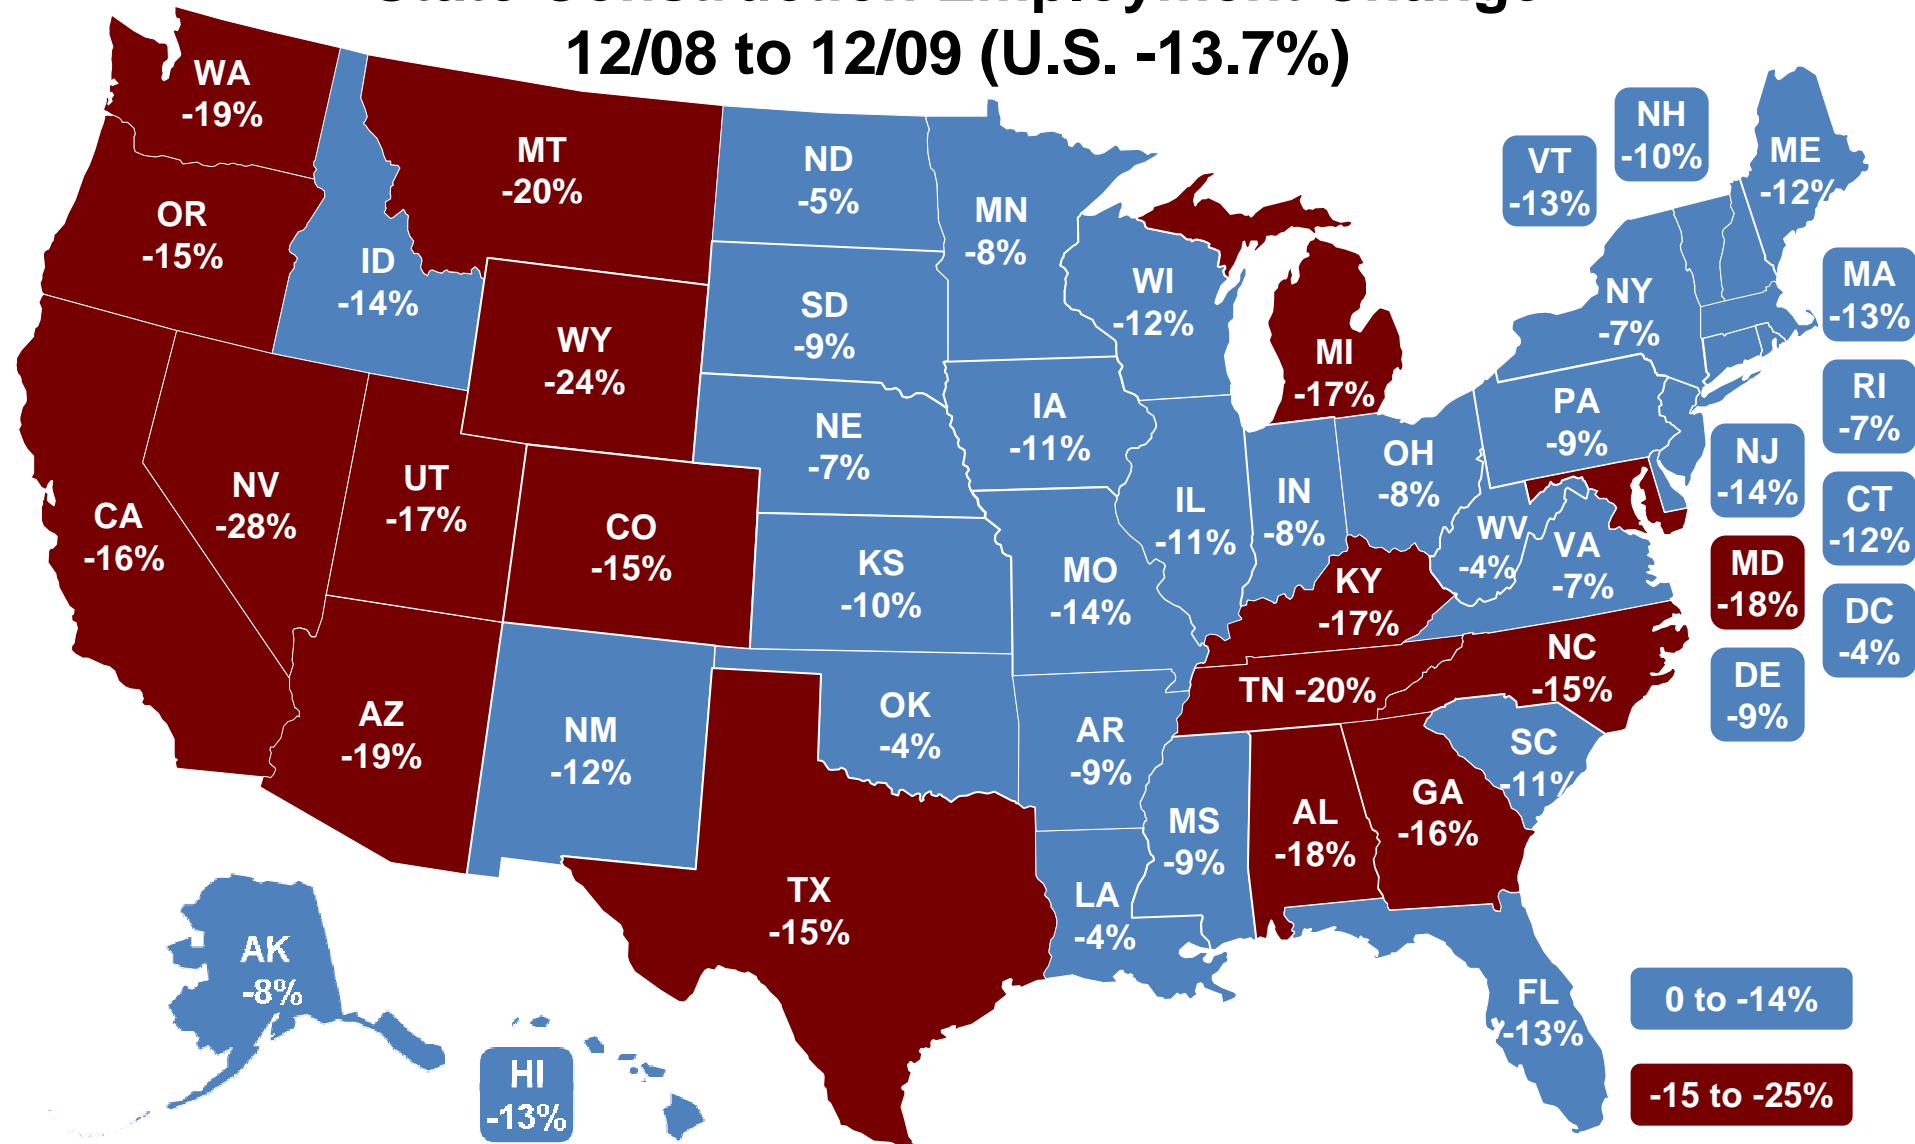 State Construction Employment Change
12/08 to 12/09 (U.S. -13.7%)
WA
-19%
MT
-20%
ND
-5%
MN
-8%
VT
-13%
NH
-10%
ME
-12%
OR
-15%
ID
-14%
WY
-24%
SD
-9%
WI
-12%
MI
-17%
NY
-7%
MA
-13%
RI
-7%
CA
-16%
NV
-28%
UT
-17%
CO
-15%
NE
-7%
IA
-11%
IL
-11%
IN
-8%
OH
-8%
PA
-9%
NJ
-14%
CT
-12%
KS
-10%
MO
-14%
KY
-17%
WV
-4%
VA
-7%
MD
-18%
DC
-4%
DE
-9%
AZ
-19%
NM
-12%
OK
-4%
AR
-9%
TN -20%
NC
-15%
SC
-11%
TX
-15%
LA
-4%
MS
-9%
AL
-18%
GA
-16%
AK
-8%
HI
-13%
FL
-13%
0 to -14%
-15 to -25%